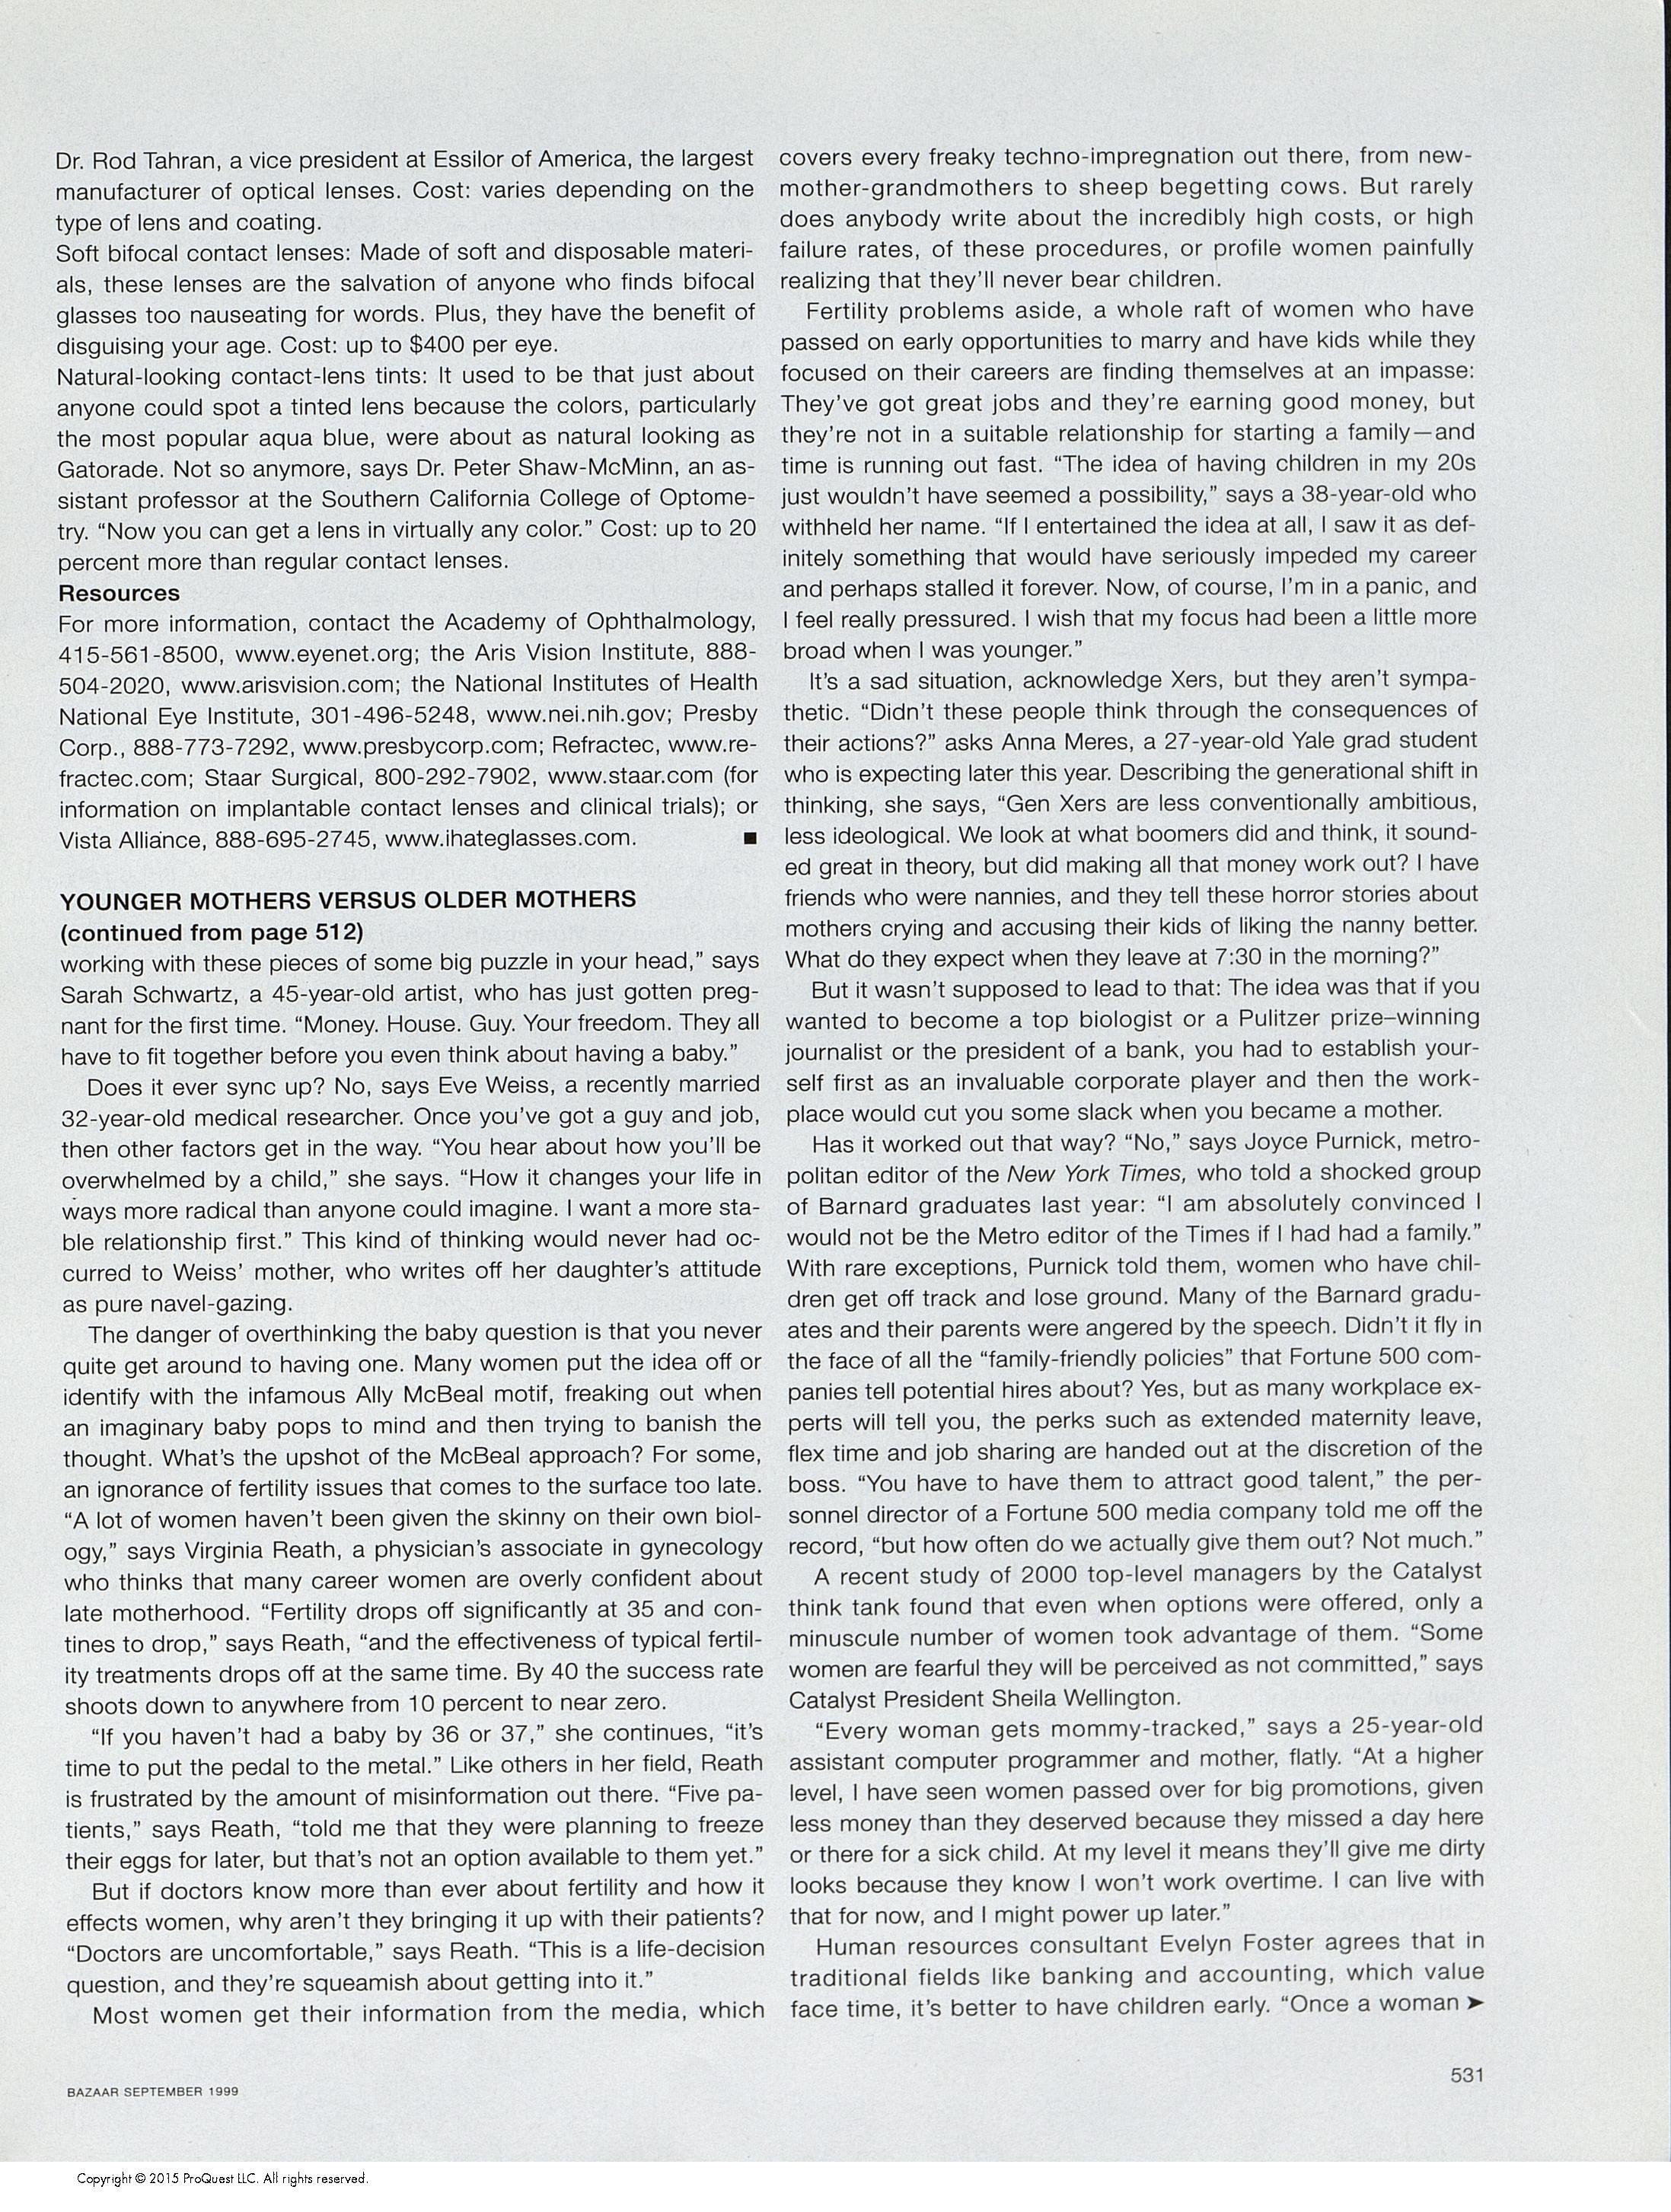 Dr. Rod Tahran, a vice president at Essilor of America, the largest
manufacturer of optical lenses. Cost: varies depending on the
type of lens and coating.
Soft bifocal contact lenses: Made of soft and disposable materi-
als, these lenses are the salvation of anyone who finds bifocal
glasses too nauseating for words. Plus, they have the benefit of
disguising your age. Cost: up to $400 per eye.
Natural-looking contact-lens tints: It used to be that just about
anyone could spot a tinted lens because the colors, particularly
the most popular aqua blue, were about as natural looking as
Gatorade. Not so anymore, says Dr. Peter Shaw-McMinn, an as-
sistant professor at the Southern California College of Optome-
try. “Now you can get a lens in virtually any color.” Cost: up to 20
percent more than regular contact lenses.
Resources
For more information, contact the Academy of Ophthalmology,
415-561-8500, www.eyenet.org; the Aris Vision Institute, 888-
504-2020, www.arisvision.com; the National Institutes of Health
National Eye Institute, 301-496-5248, www.nei.nih.gov; Presby
Corp., 888-773-7292, www.presbycorp.com; Refractec, www.re-
fractec.com; Staar Surgical, 800-292-7902, www.staar.com (for
information on implantable contact lenses and clinical trials); or
Vista Alliance, 888-695-2745, www.ihateglasses.com. ■
YOUNGER MOTHERS VERSUS OLDER MOTHERS
(continued from page 512)
working with these pieces of some big puzzle in your head,” says
Sarah Schwartz, a 45-year-old artist, who has just gotten preg-
nant for the first time. “Money. House. Guy. Your freedom. They all
have to fit together before you even think about having a baby.”
Does it ever sync up? No, says Eve Weiss, a recently married
32-year-old medical researcher. Once you’ve got a guy and job,
then other factors get in the way. “You hear about how you’ll be
overwhelmed by a child,” she says. “How it changes your life in
ways more radical than anyone could imagine. I want a more sta-
ble relationship first.” This kind of thinking would never had oc-
curred to Weiss’ mother, who writes off her daughter’s attitude
as pure navel-gazing.
The danger of overthinking the baby question is that you never
quite get around to having one. Many women put the idea off or
identify with the infamous Ally McBeal motif, freaking out when
an imaginary baby pops to mind and then trying to banish the
thought. What’s the upshot of the McBeal approach? For some,
an ignorance of fertility issues that comes to the surface too late.
“A lot of women haven’t been given the skinny on their own biol-
ogy,” says Virginia Reath, a physician’s associate in gynecology
who thinks that many career women are overly confident about
late motherhood. “Fertility drops off significantly at 35 and con-
tines to drop,” says Reath, “and the effectiveness of typical fertil-
ity treatments drops off at the same time. By 40 the success rate
shoots down to anywhere from 10 percent to near zero.
“If you haven’t had a baby by 36 or 37,” she continues, “it’s
time to put the pedal to the metal.” Like others in her field, Reath
is frustrated by the amount of misinformation out there. “Five pa-
tients,” says Reath, “told me that they were planning to freeze
their eggs for later, but that’s not an option available to them yet.”
But if doctors know more than ever about fertility and how it
effects women, why aren’t they bringing it up with their patients?
“Doctors are uncomfortable,” says Reath. “This is a life-decision
question, and they’re squeamish about getting into it.”
Most women get their information from the media, which
covers every freaky techno-impregnation out there, from new-
mother-grandmothers to sheep begetting cows. But rarely
does anybody write about the incredibly high costs, or high
failure rates, of these procedures, or profile women painfully
realizing that they’ll never bear children.
Fertility problems aside, a whole raft of women who have
passed on early opportunities to marry and have kids while they
focused on their careers are finding themselves at an impasse:
They’ve got great jobs and they’re earning good money, but
they’re not in a suitable relationship for starting a family—and
time is running out fast. “The idea of having children in my 20s
just wouldn’t have seemed a possibility,” says a 38-year-old who
withheld her name. “If I entertained the idea at all, I saw it as def-
initely something that would have seriously impeded my career
and perhaps stalled it forever. Now, of course, I’m in a panic, and
I feel really pressured. I wish that my focus had been a little more
broad when I was younger.”
It’s a sad situation, acknowledge Xers, but they aren’t sympa-
thetic. “Didn’t these people think through the consequences of
their actions?” asks Anna Meres, a 27-year-old Yale grad student
who is expecting later this year. Describing the generational shift in
thinking, she says, “Gen Xers are less conventionally ambitious,
less ideological. We look at what boomers did and think, it sound-
ed great in theory, but did making all that money work out? I have
friends who were nannies, and they tell these horror stories about
mothers crying and accusing their kids of liking the nanny better.
What do they expect when they leave at 7:30 in the morning?”
But it wasn’t supposed to lead to that: The idea was that if you
wanted to become a top biologist or a Pulitzer prize–winning
journalist or the president of a bank, you had to establish your-
self first as an invaluable corporate player and then the work-
place would cut you some slack when you became a mother.
Has it worked out that way? “No,” says Joyce Purnick, metro-
politan editor of the New York Times, who told a shocked group
of Barnard graduates last year: “I am absolutely convinced I
would not be the Metro editor of the Times if I had had a family.”
With rare exceptions, Purnick told them, women who have chil-
dren get off track and lose ground. Many of the Barnard gradu-
ates and their parents were angered by the speech. Didn’t it fly in
the face of all the “family-friendly policies” that Fortune 500 com-
panies tell potential hires about? Yes, but as many workplace ex-
perts will tell you, the perks such as extended maternity leave,
flex time and job sharing are handed out at the discretion of the
boss. “You have to have them to attract good talent,” the per-
sonnel director of a Fortune 500 media company told me off the
record, “but how often do we actually give them out? Not much.”
A recent study of 2000 top-level managers by the Catalyst
think tank found that even when options were offered, only a
minuscule number of women took advantage of them. “Some
women are fearful they will be perceived as not committed,” says
Catalyst President Sheila Wellington.
“Every woman gets mommy-tracked,” says a 25-year-old
assistant computer programmer and mother, flatly. “At a higher
level, I have seen women passed over for big promotions, given
less money than they deserved because they missed a day here
or there for a sick child. At my level it means they’ll give me dirty
looks because they know I won’t work overtime. I can live with
that for now, and I might power up later.”
Human resources consultant Evelyn Foster agrees that in
traditional fields like banking and accounting, which value
face time, it’s better to have children early. “Once a woman ➤
BAZAAR SEPTEMBER 1999
531
Copyright © 2015 ProQuest LLC. All rights reserved.